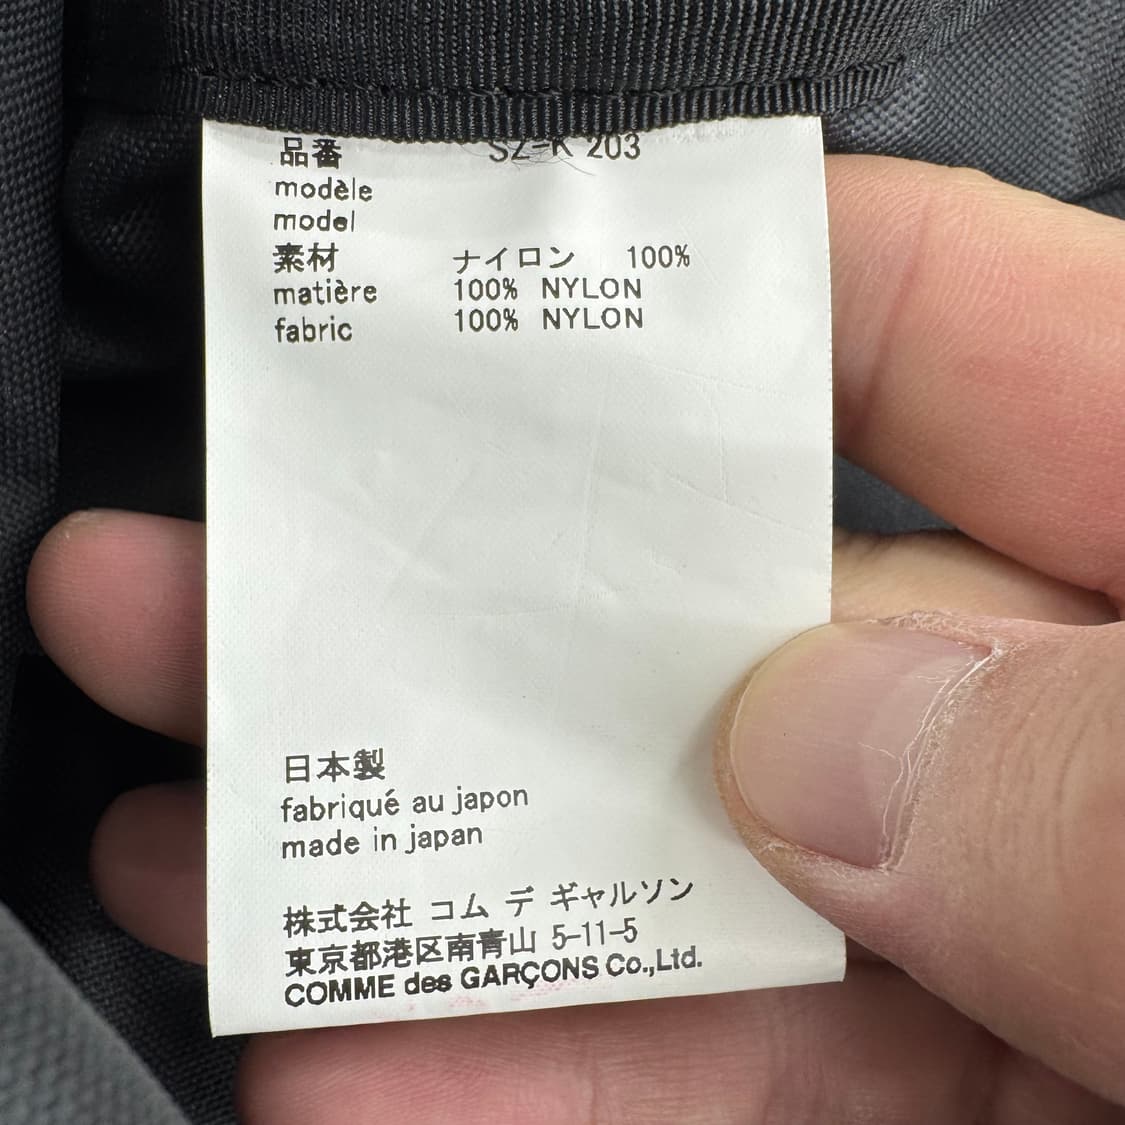 品番 SZ-K 203
modèle
model
素材 ナイロン 100%
matière 100% NYLON
fabric 100% NYLON
日本製
fabriqué au japon
made in japan
株式会社 コム デ ギャルソン
東京都港区南青山 5-11-5
COMME des GARÇONS Co.,Ltd.